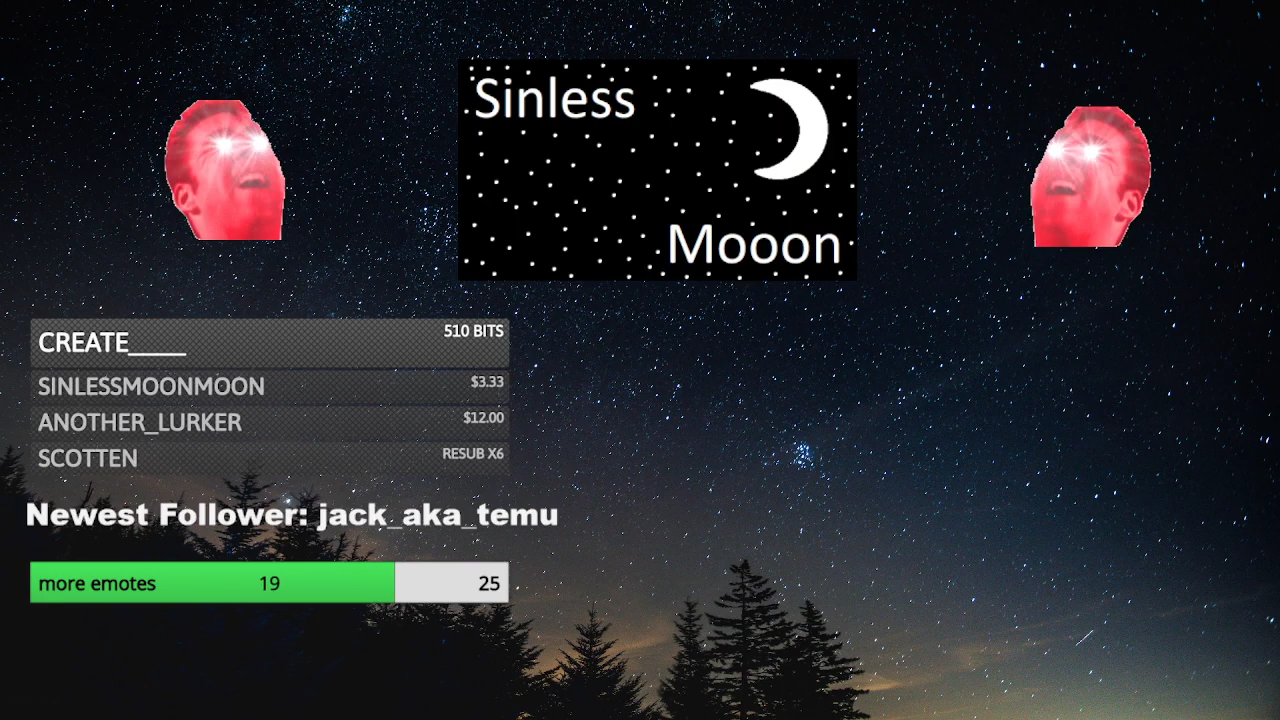 Sinless
Mooon
CREATE_____ 510 BITS
SINLESSMOONMOON $3.33
ANOTHER_LURKER $12.00
SCOTTEN RESUB X6
Newest Follower: jack_aka_temu
more emotes 19 25